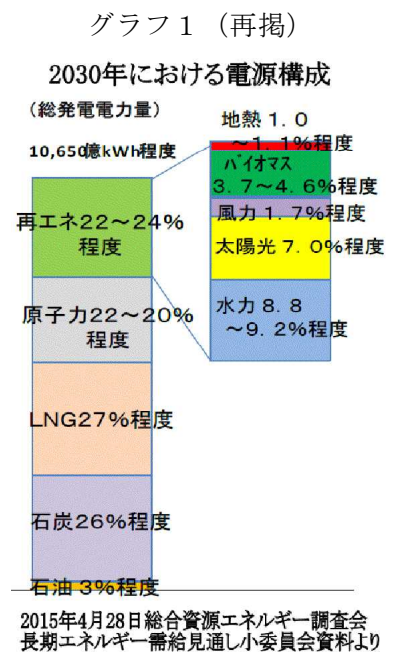 グラフ１（再掲）
2030年における電源構成
（総発電電力量）
10,650億kWh程度
地熱１．０
～１．１%程度
バイオマス
３．７～４．６%程度
風力１．７%程度
太陽光７．０%程度
水力８．８
～９．２%程度
再エネ22～24%
程度
原子力22～20%
程度
LNG27%程度
石炭26%程度
石油3%程度
2015年4月28日総合資源エネルギー調査会
長期エネルギー需給見通し小委員会資料より